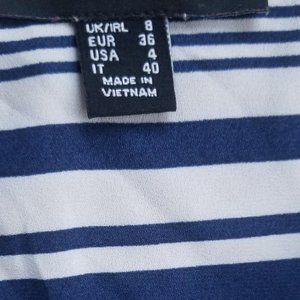 UK/IRL 8
EUR 36
USA 4
IT 40
MADE IN
VIETNAM